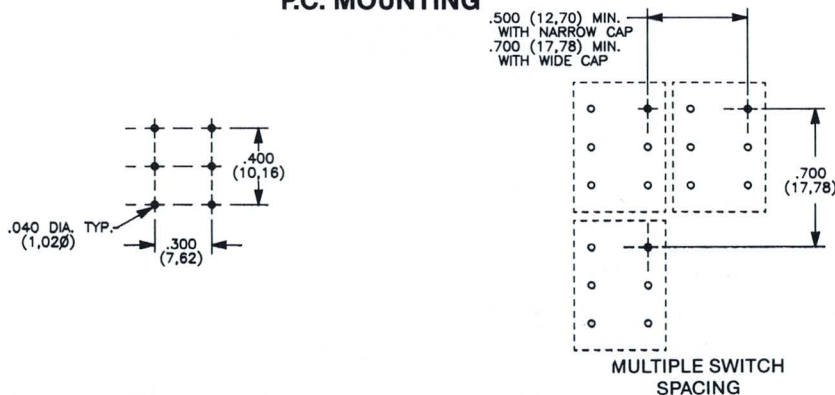 P.C. MOUNTING
.500 (12,70) MIN.
WITH NARROW CAP
.700 (17,78) MIN.
WITH WIDE CAP
.400
(10,16)
.040 DIA. TYP.
(1,02Ø)
.300
(7,62)
.700
(17,78)
MULTIPLE SWITCH
SPACING